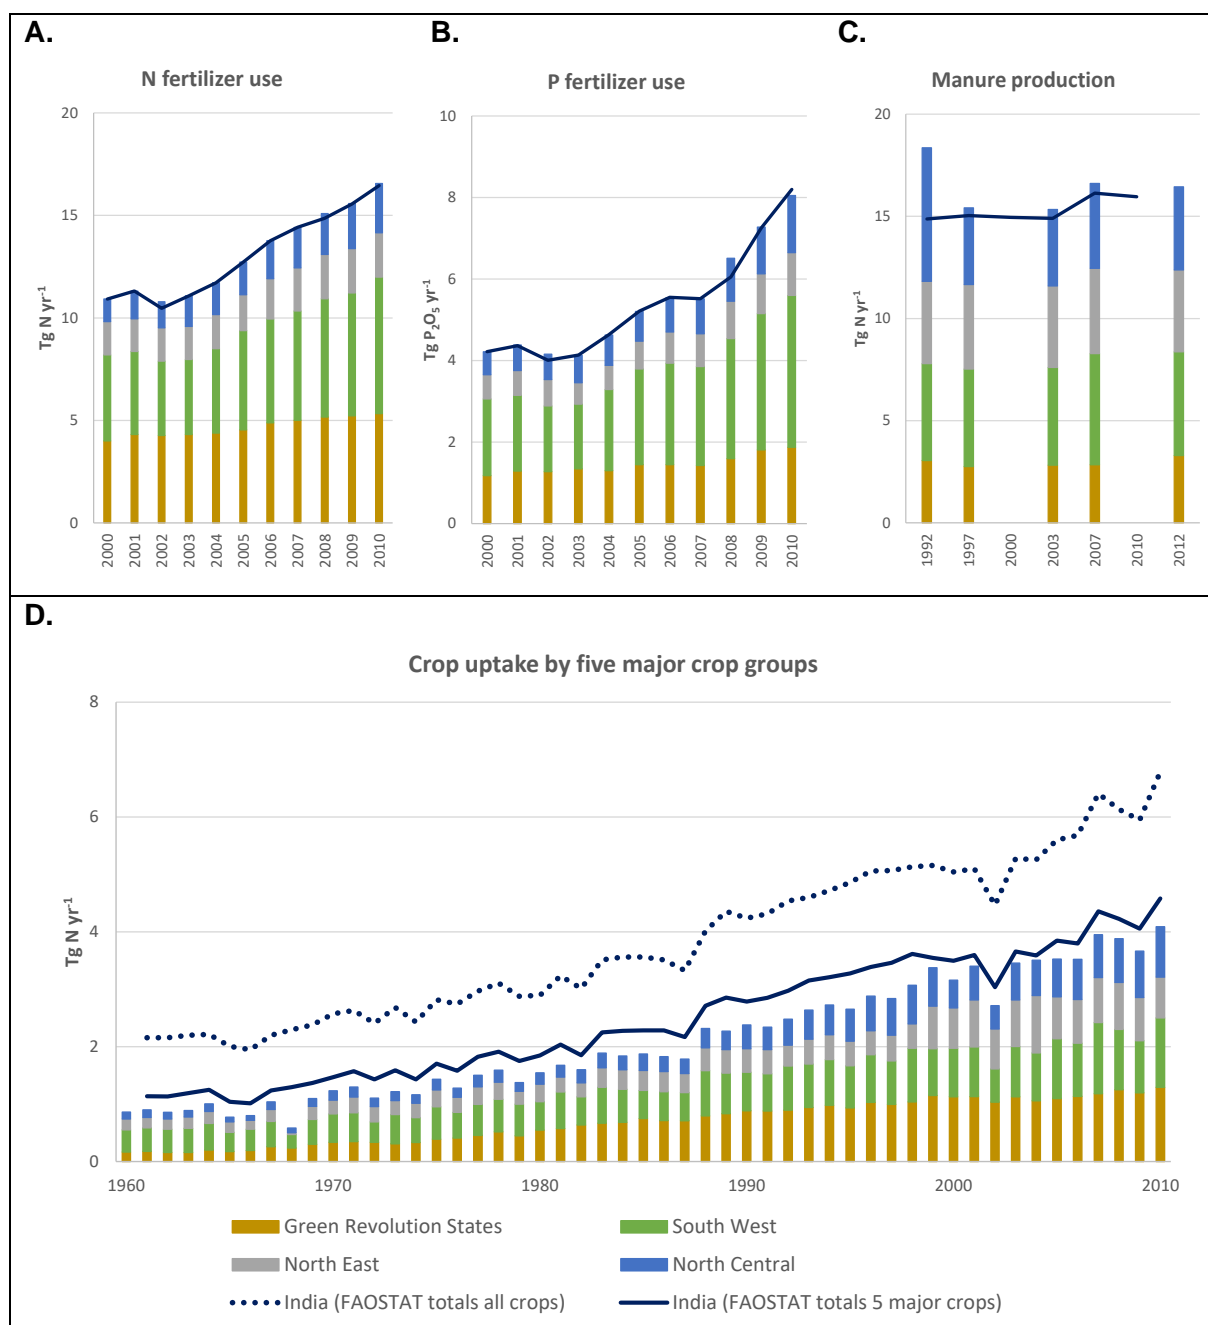 A.
N fertilizer use
Tg N yr⁻¹
20
15
10
5
0
2000 2001 2002 2003 2004 2005 2006 2007 2008 2009 2010
B.
P fertilizer use
Tg P₂O₅ yr⁻¹
10
8
6
4
2
0
2000 2001 2002 2003 2004 2005 2006 2007 2008 2009 2010
C.
Manure production
Tg N yr⁻¹
20
15
10
5
0
1992 1997 2000 2003 2007 2010 2012
D.
Crop uptake by five major crop groups
Tg N yr⁻¹
8
6
4
2
0
1960 1970 1980 1990 2000 2010
Green Revolution States South West
North East North Central
India (FAOSTAT totals all crops) India (FAOSTAT totals 5 major crops)